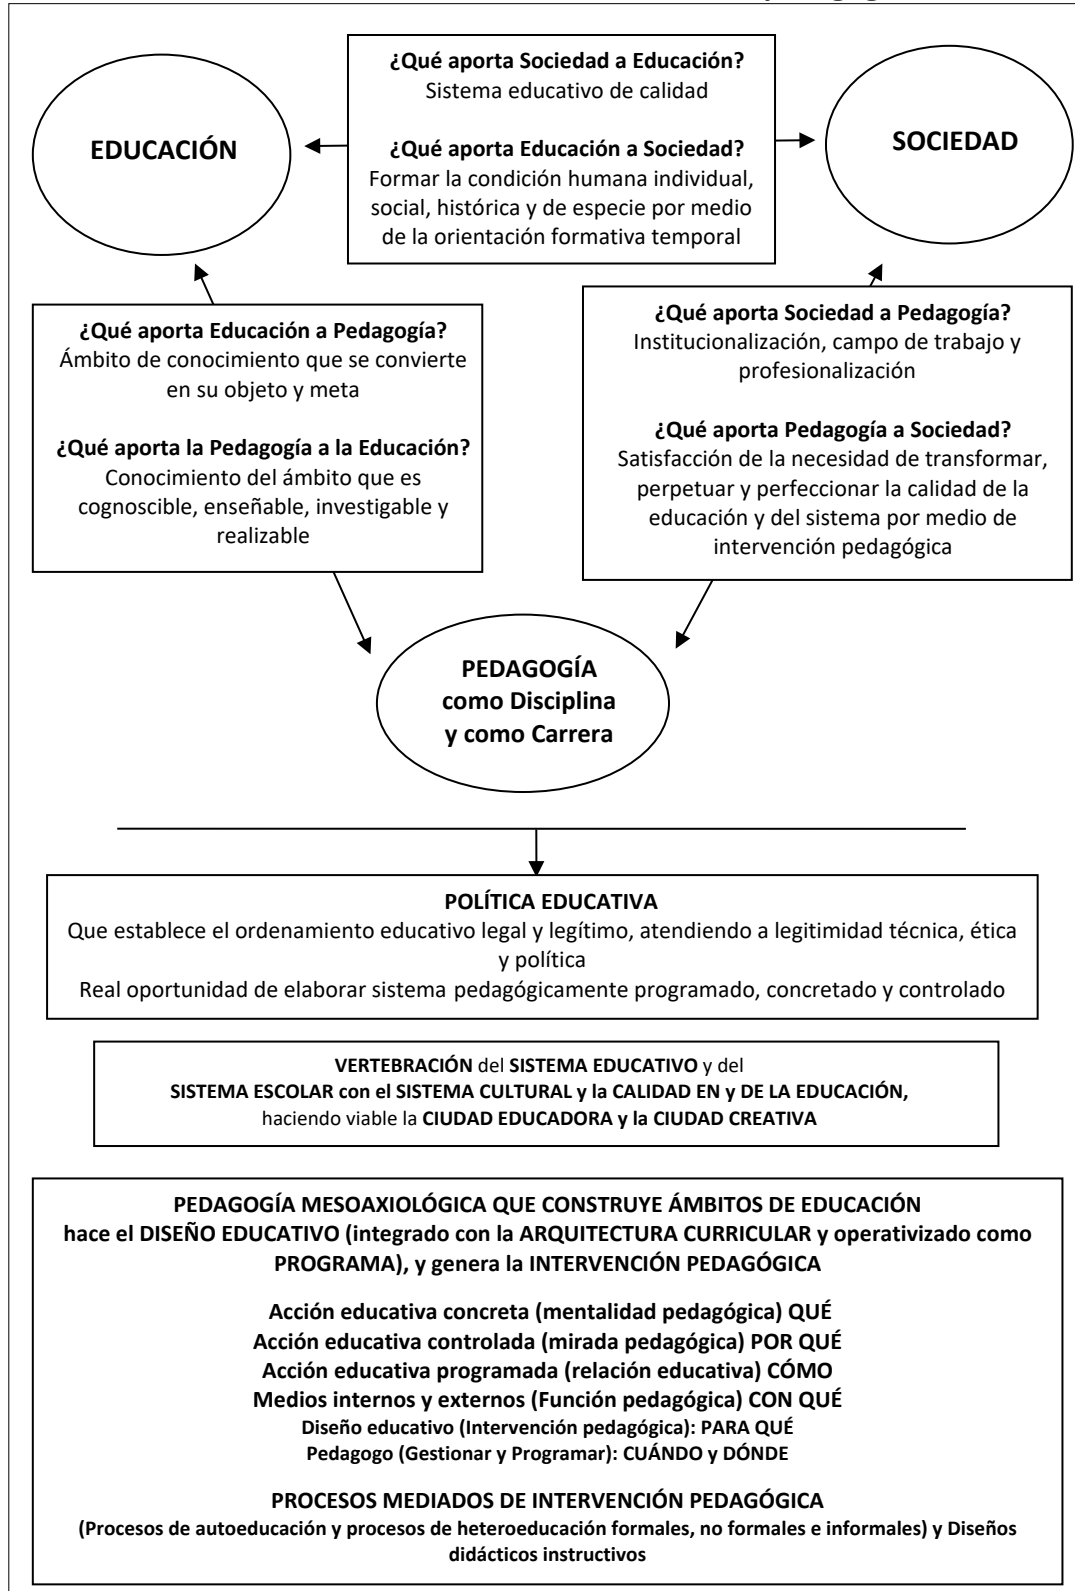 ¿Qué aporta Sociedad a Educación?
Sistema educativo de calidad
¿Qué aporta Educación a Sociedad?
Formar la condición humana individual,
social, histórica y de especie por medio
de la orientación formativa temporal
EDUCACIÓN
SOCIEDAD
¿Qué aporta Educación a Pedagogía?
Ámbito de conocimiento que se convierte
en su objeto y meta
¿Qué aporta la Pedagogía a la Educación?
Conocimiento del ámbito que es
cognoscible, enseñable, investigable y
realizable
¿Qué aporta Sociedad a Pedagogía?
Institucionalización, campo de trabajo y
profesionalización
¿Qué aporta Pedagogía a Sociedad?
Satisfacción de la necesidad de transformar,
perpetuar y perfeccionar la calidad de la
educación y del sistema por medio de
intervención pedagógica
PEDAGOGÍA
como Disciplina
y como Carrera
POLÍTICA EDUCATIVA
Que establece el ordenamiento educativo legal y legítimo, atendiendo a legitimidad técnica, ética
y política
Real oportunidad de elaborar sistema pedagógicamente programado, concretado y controlado
VERTEBRACIÓN del SISTEMA EDUCATIVO y del
SISTEMA ESCOLAR con el SISTEMA CULTURAL y la CALIDAD EN y DE LA EDUCACIÓN,
haciendo viable la CIUDAD EDUCADORA y la CIUDAD CREATIVA
PEDAGOGÍA MESOAXIOLÓGICA QUE CONSTRUYE ÁMBITOS DE EDUCACIÓN
hace el DISEÑO EDUCATIVO (integrado con la ARQUITECTURA CURRICULAR y operativizado como
PROGRAMA), y genera la INTERVENCIÓN PEDAGÓGICA
Acción educativa concreta (mentalidad pedagógica) QUÉ
Acción educativa controlada (mirada pedagógica) POR QUÉ
Acción educativa programada (relación educativa) CÓMO
Medios internos y externos (Función pedagógica) CON QUÉ
Diseño educativo (Intervención pedagógica): PARA QUÉ
Pedagogo (Gestionar y Programar): CUÁNDO y DÓNDE
PROCESOS MEDIADOS DE INTERVENCIÓN PEDAGÓGICA
(Procesos de autoeducación y procesos de heteroeducación formales, no formales e informales) y Diseños
didácticos instructivos